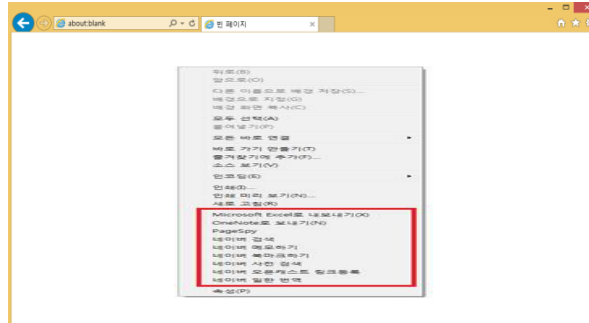 about:blank
빈 페이지
뒤로(B)
앞으로(O)
다른 이름으로 배경 저장(S)...
배경으로 지정(G)
배경 화면 복사(C)
모두 선택(A)
붙여넣기(P)
모든 바로 연결
바로 가기 만들기(T)
즐겨찾기에 추가(F)...
소스 보기(V)
인코딩(E)
인쇄(I)...
인쇄 미리 보기(N)...
새로 고침(R)
Microsoft Excel로 내보내기(X)
OneNote로 보내기(N)
PageSpy
네이버 검색
네이버 메모하기
네이버 북마크하기
네이버 사전 검색
네이버 오픈캐스트 링크등록
네이버 일한 번역
속성(P)